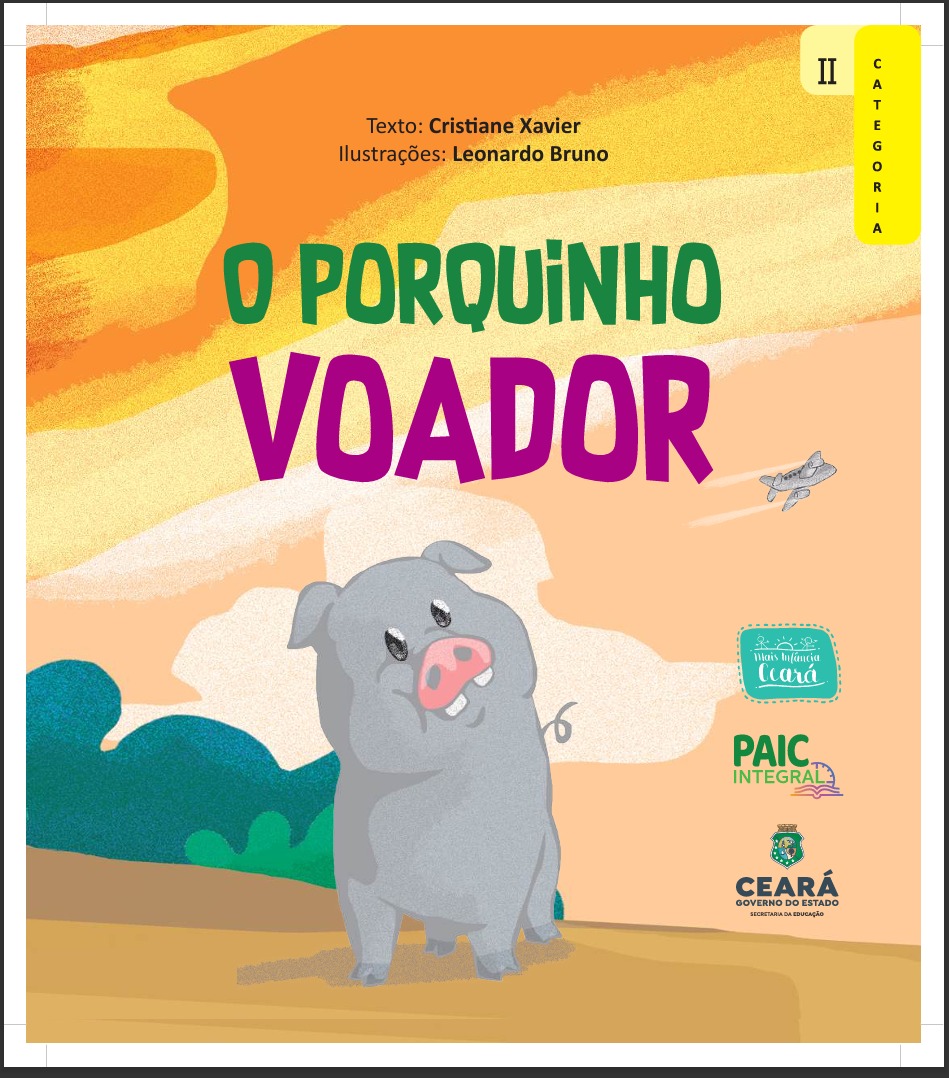 II
CATEGORIA
Texto: Cristiane Xavier
Ilustrações: Leonardo Bruno
O PORQUiNHO
VOADOR
Mais Infância
Ceará
PAIC
INTEGRAL
CEARÁ
GOVERNO DO ESTADO
SECRETARIA DA EDUCAÇÃO